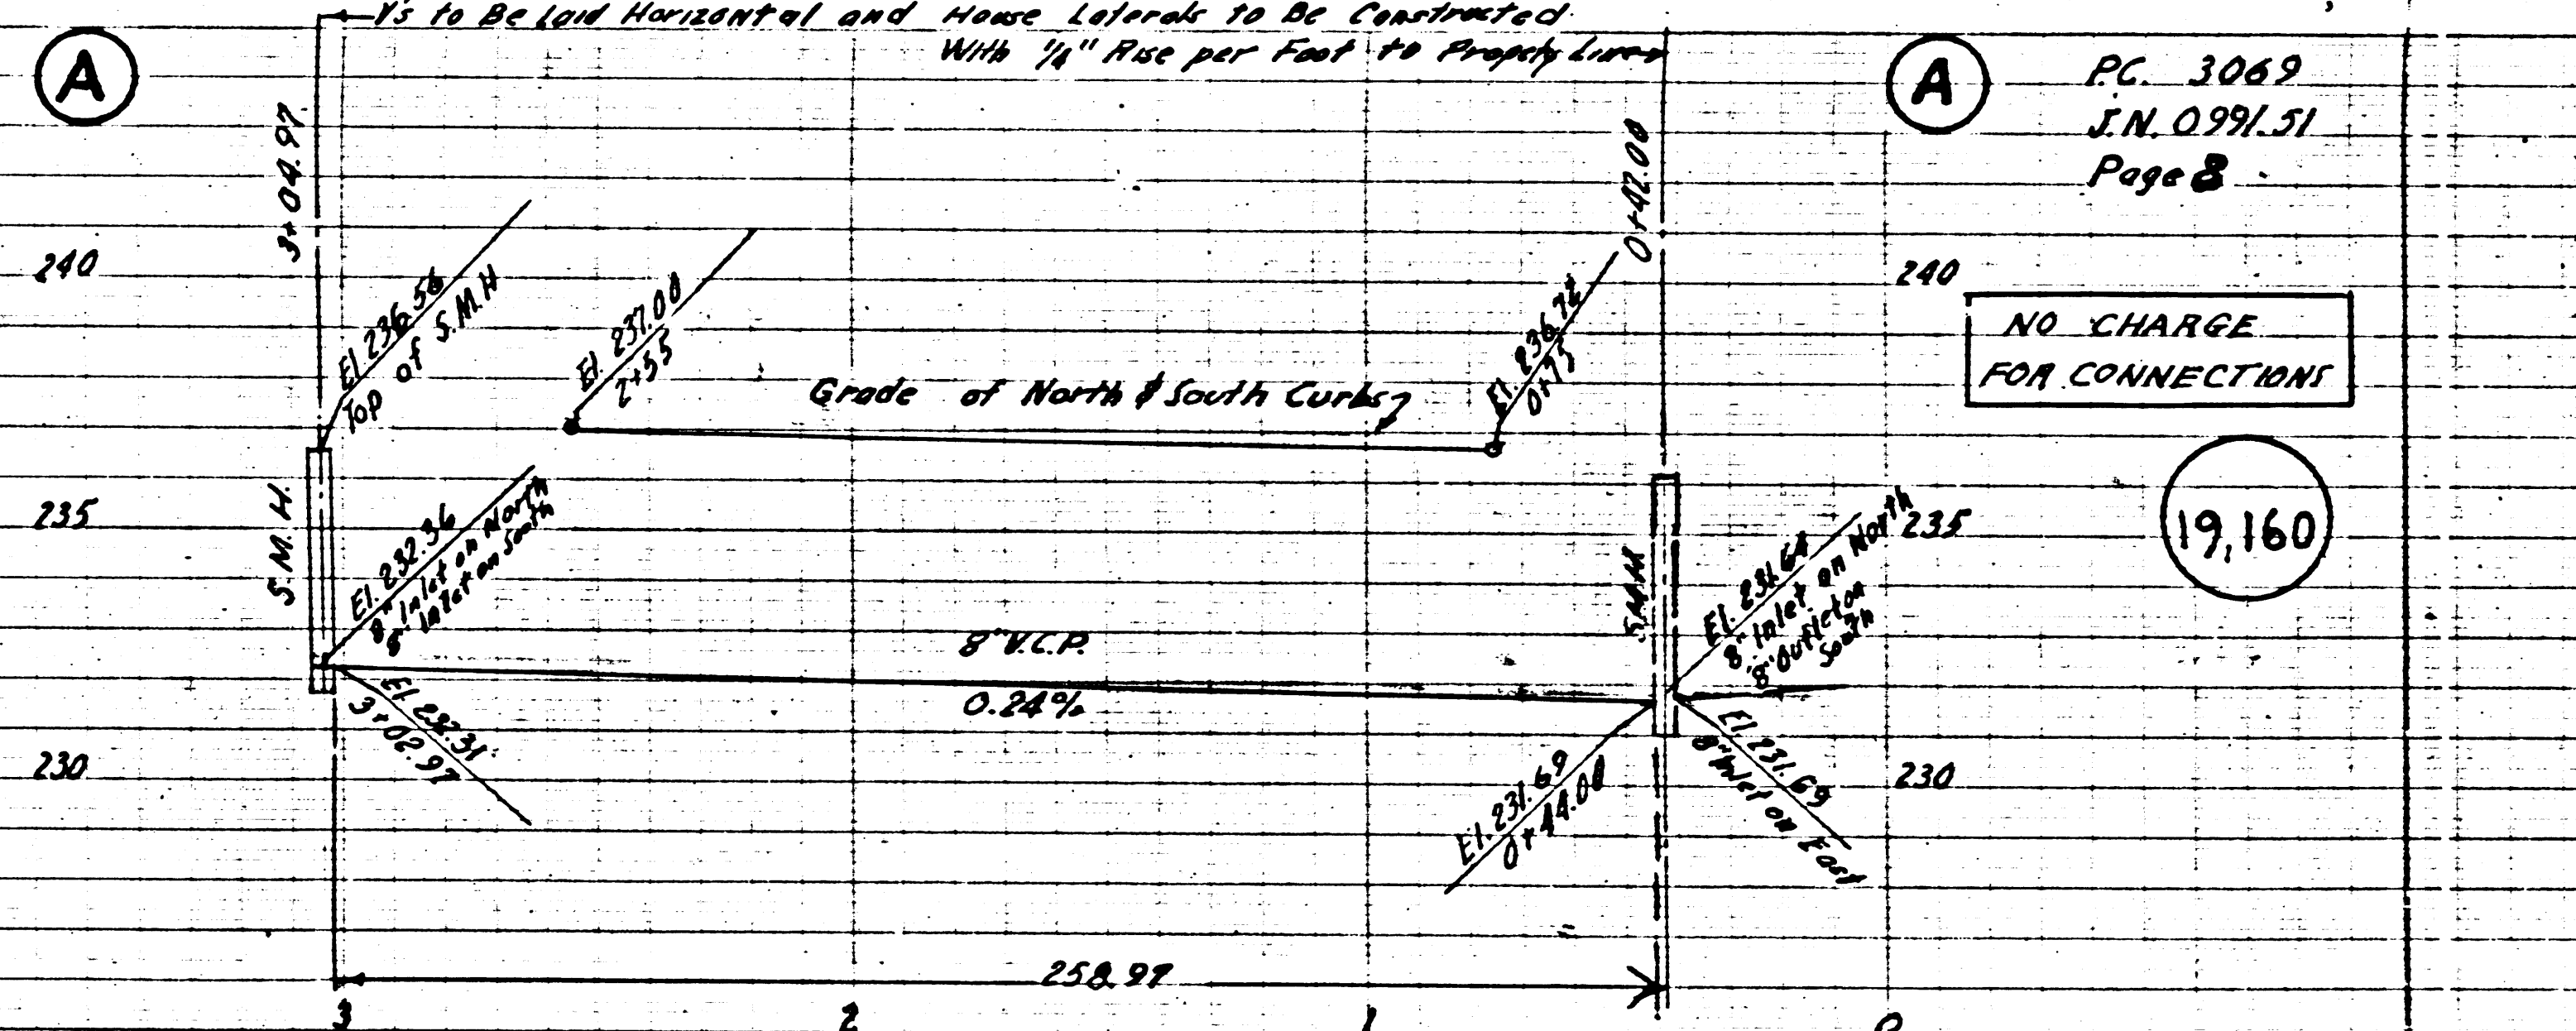 Y's to Be Laid Horizontal and House Laterals to Be Constructed
With 1/4" Rise per Foot to Property Line
A
A
P.C. 3069
J.N. 0991.51
Page 8
3+04.97
0+42.00
240
240
El. 236.56
Top of S.M.H
El. 237.00
2+55
El. 236.72
0+75
NO CHARGE
FOR CONNECTIONS
Grade of North & South Curbs
235
235
19,160
S.M.H.
El. 232.36
8" Inlet on North
8" Inlet on South
S.M.H
El. 231.64
8" Inlet on North
8" Outlet on
South
8" V.C.P.
0.24%
El. 232.31
3+02.97
230
230
El. 231.69
0+44.00
El. 231.69
8" Inlet on East
258.97
3
2
1
0